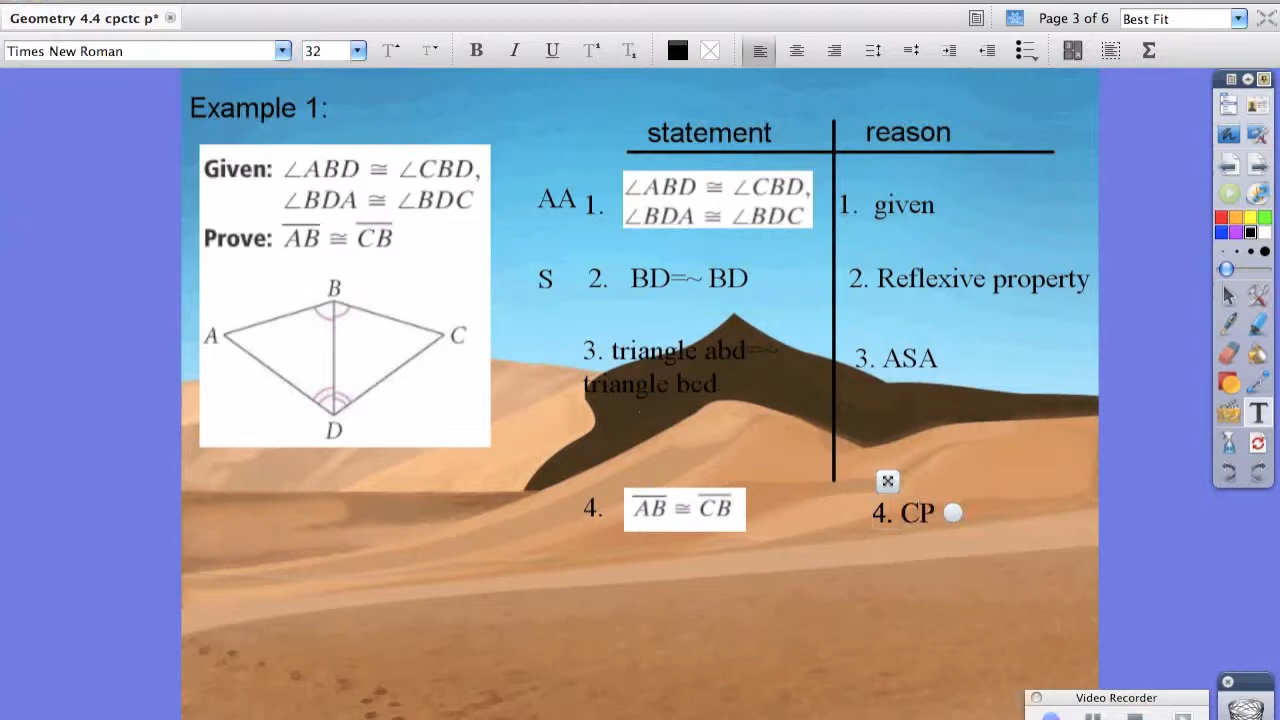 Geometry 4.4 cpctc p*
Page 3 of 6
Best Fit
Times New Roman
32
B I U T T
Example 1:
Given: ∠ABD ≅ ∠CBD,
∠BDA ≅ ∠BDC
Prove: AB ≅ CB
B
A
C
D
statement
reason
AA 1. ∠ABD ≅ ∠CBD,
∠BDA ≅ ∠BDC
1. given
S 2. BD=~ BD
2. Reflexive property
3. triangle abd=~
triangle bcd
3. ASA
4. AB ≅ CB
4. CP
Video Recorder